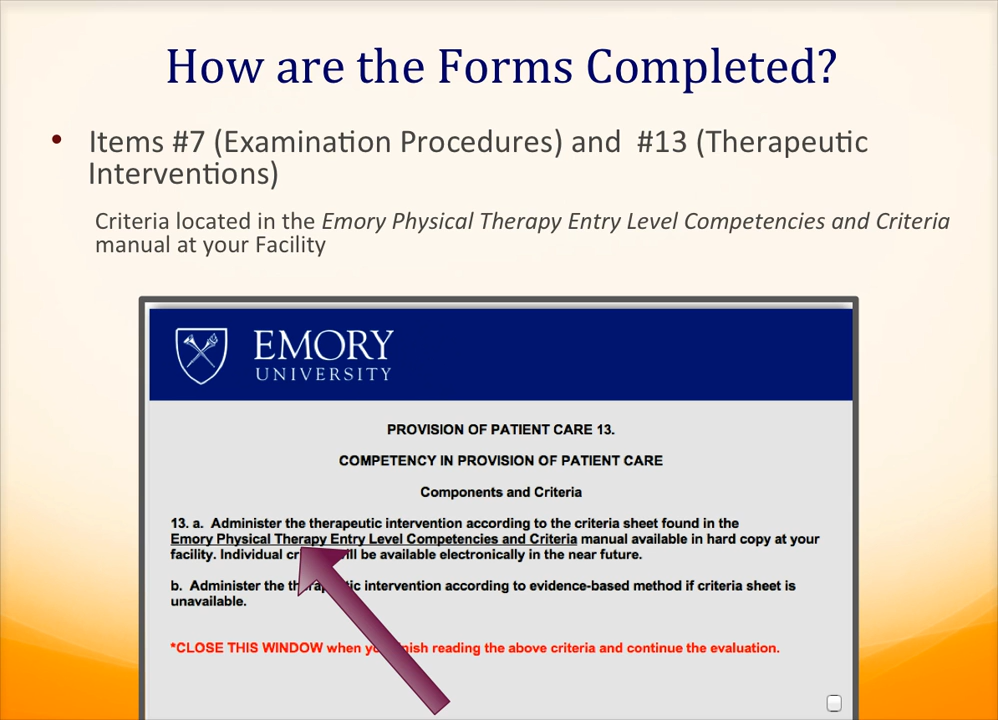 How are the Forms Completed?
• Items #7 (Examination Procedures) and #13 (Therapeutic
Interventions)
Criteria located in the Emory Physical Therapy Entry Level Competencies and Criteria
manual at your Facility
EMORY
UNIVERSITY
PROVISION OF PATIENT CARE 13.
COMPETENCY IN PROVISION OF PATIENT CARE
Components and Criteria
13. a. Administer the therapeutic intervention according to the criteria sheet found in the
Emory Physical Therapy Entry Level Competencies and Criteria manual available in hard copy at your
facility. Individual be available electronically in the near future.
b. Administer the intervention according to evidence-based method if criteria sheet is
unavailable.
*CLOSE THIS WINDOW when reading the above criteria and continue the evaluation.